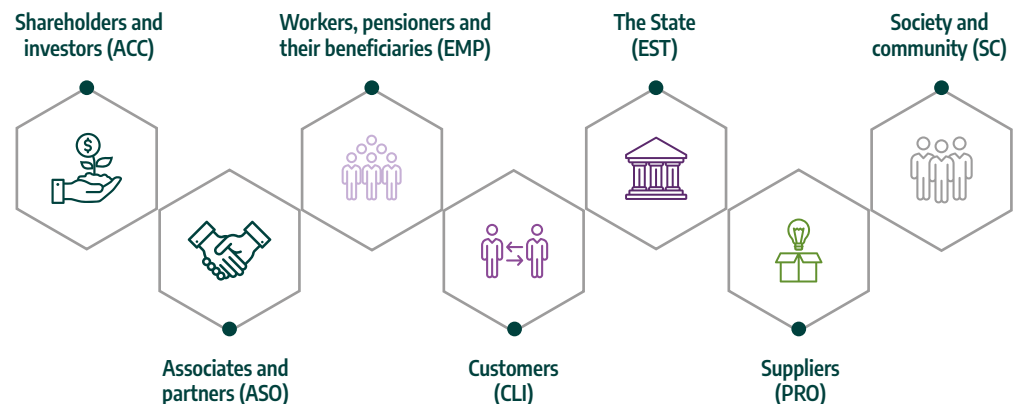 Shareholders and
investors (ACC)
Workers, pensioners and
their beneficiaries (EMP)
The State
(EST)
Society and
community (SC)
$
Associates and
partners (ASO)
Customers
(CLI)
Suppliers
(PRO)